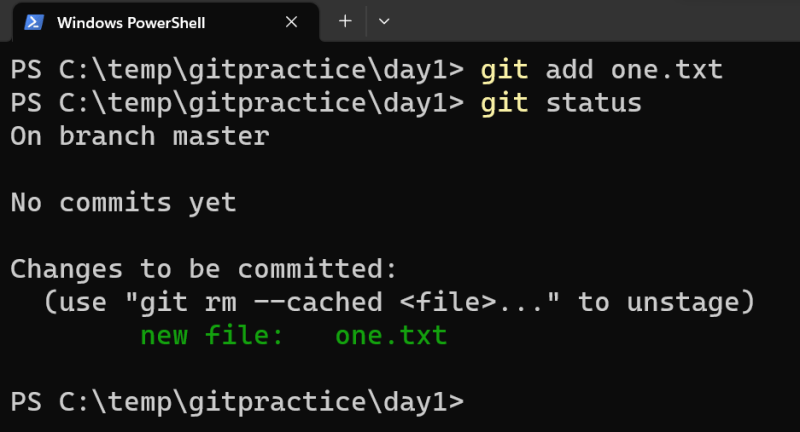 Windows PowerShell
PS C:\temp\gitpractice\day1> git add one.txt
PS C:\temp\gitpractice\day1> git status
On branch master
No commits yet
Changes to be committed:
  (use "git rm --cached <file>..." to unstage)
        new file:   one.txt
PS C:\temp\gitpractice\day1>